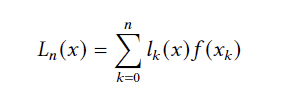 L_n(x) = \sum_{k=0}^{n} l_k(x) f(x_k)